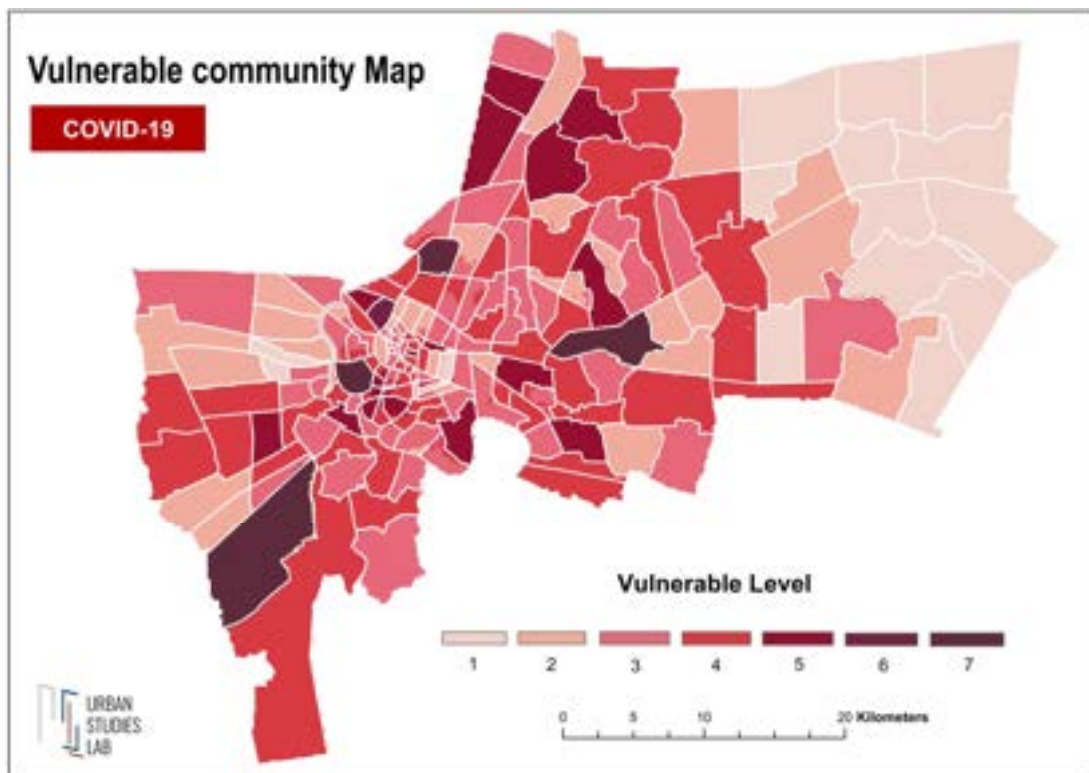 Vulnerable community Map
COVID-19
Vulnerable Level
1 2 3 4 5 6 7
0 5 10 20 Kilometers
URBAN
STUDIES
LAB